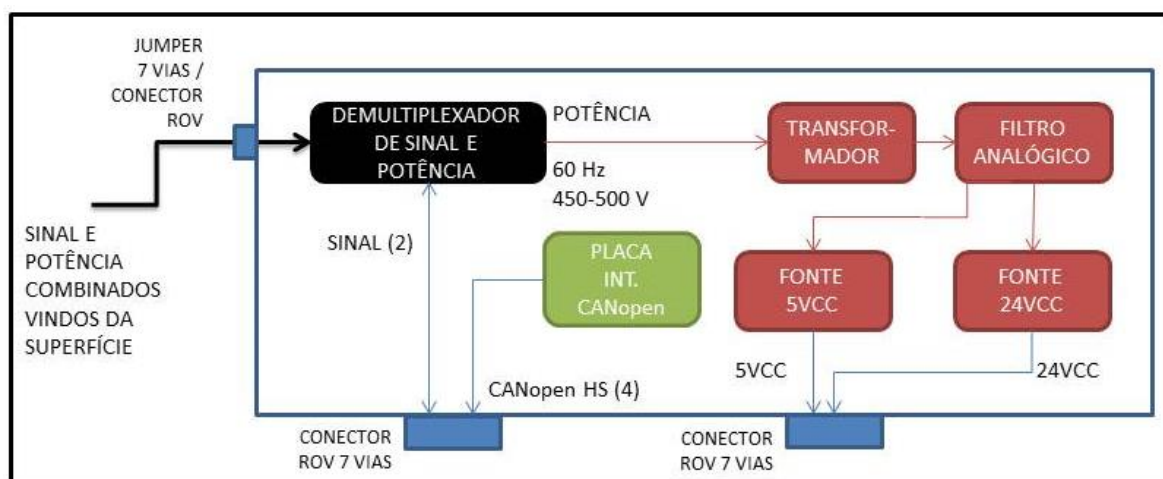 JUMPER
7 VIAS /
CONECTOR
ROV
DEMULTIPLEXADOR
DE SINAL E
POTÊNCIA
POTÊNCIA
60 Hz
450-500 V
TRANSFOR-
MADOR
FILTRO
ANALÓGICO
SINAL E
POTÊNCIA
COMBINADOS
VINDOS DA
SUPERFÍCIE
SINAL (2)
PLACA
INT.
CANopen
FONTE
5VCC
FONTE
24VCC
CANopen HS (4)
5VCC
24VCC
CONECTOR
ROV 7 VIAS
CONECTOR
ROV 7 VIAS